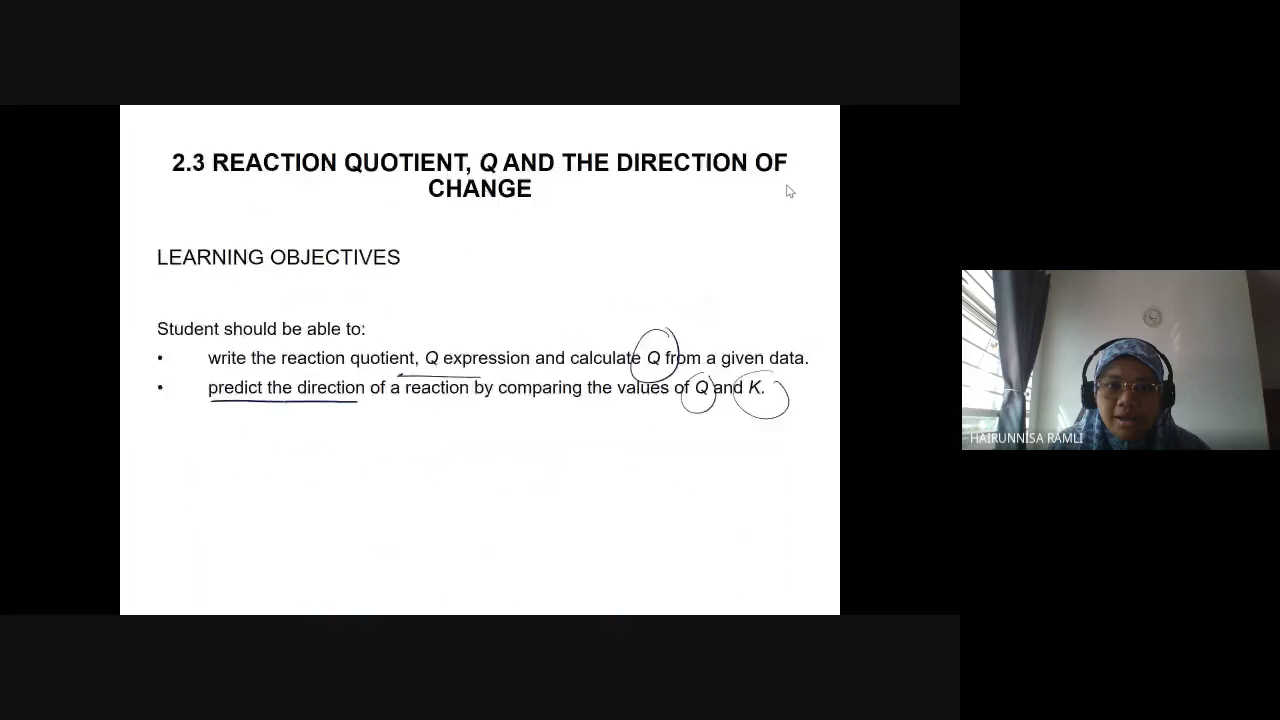 2.3 REACTION QUOTIENT, Q AND THE DIRECTION OF
CHANGE
LEARNING OBJECTIVES
Student should be able to:
• write the reaction quotient, Q expression and calculate Q from a given data.
• predict the direction of a reaction by comparing the values of Q and K.
HAIRUNNISA RAMLI